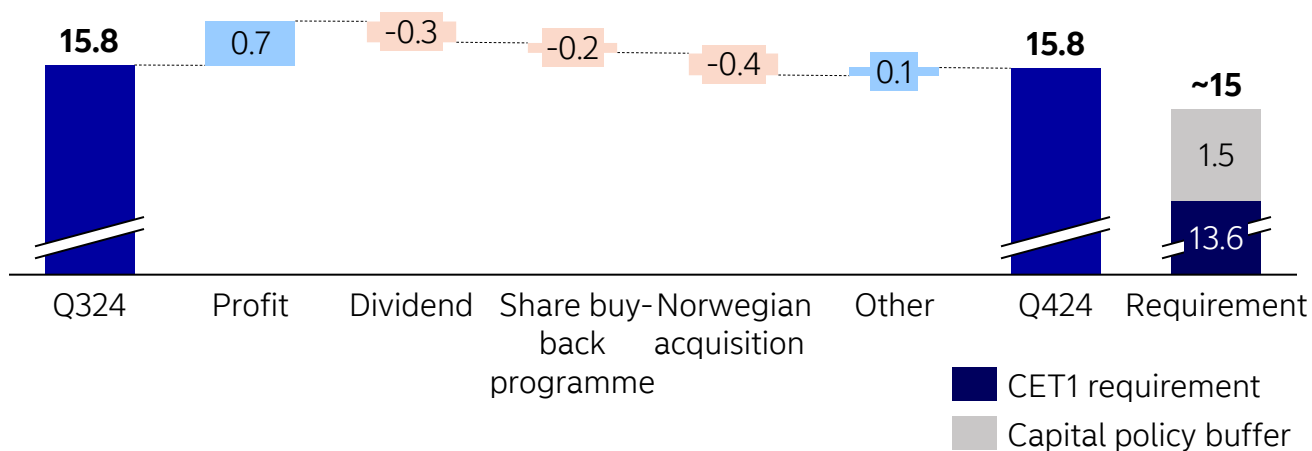 15.8
0.7
-0.3
-0.2
-0.4
0.1
15.8
~15
1.5
13.6
Q324
Profit
Dividend
Share buy-
back
programme
Norwegian
acquisition
Other
Q424
Requirement
CET1 requirement
Capital policy buffer